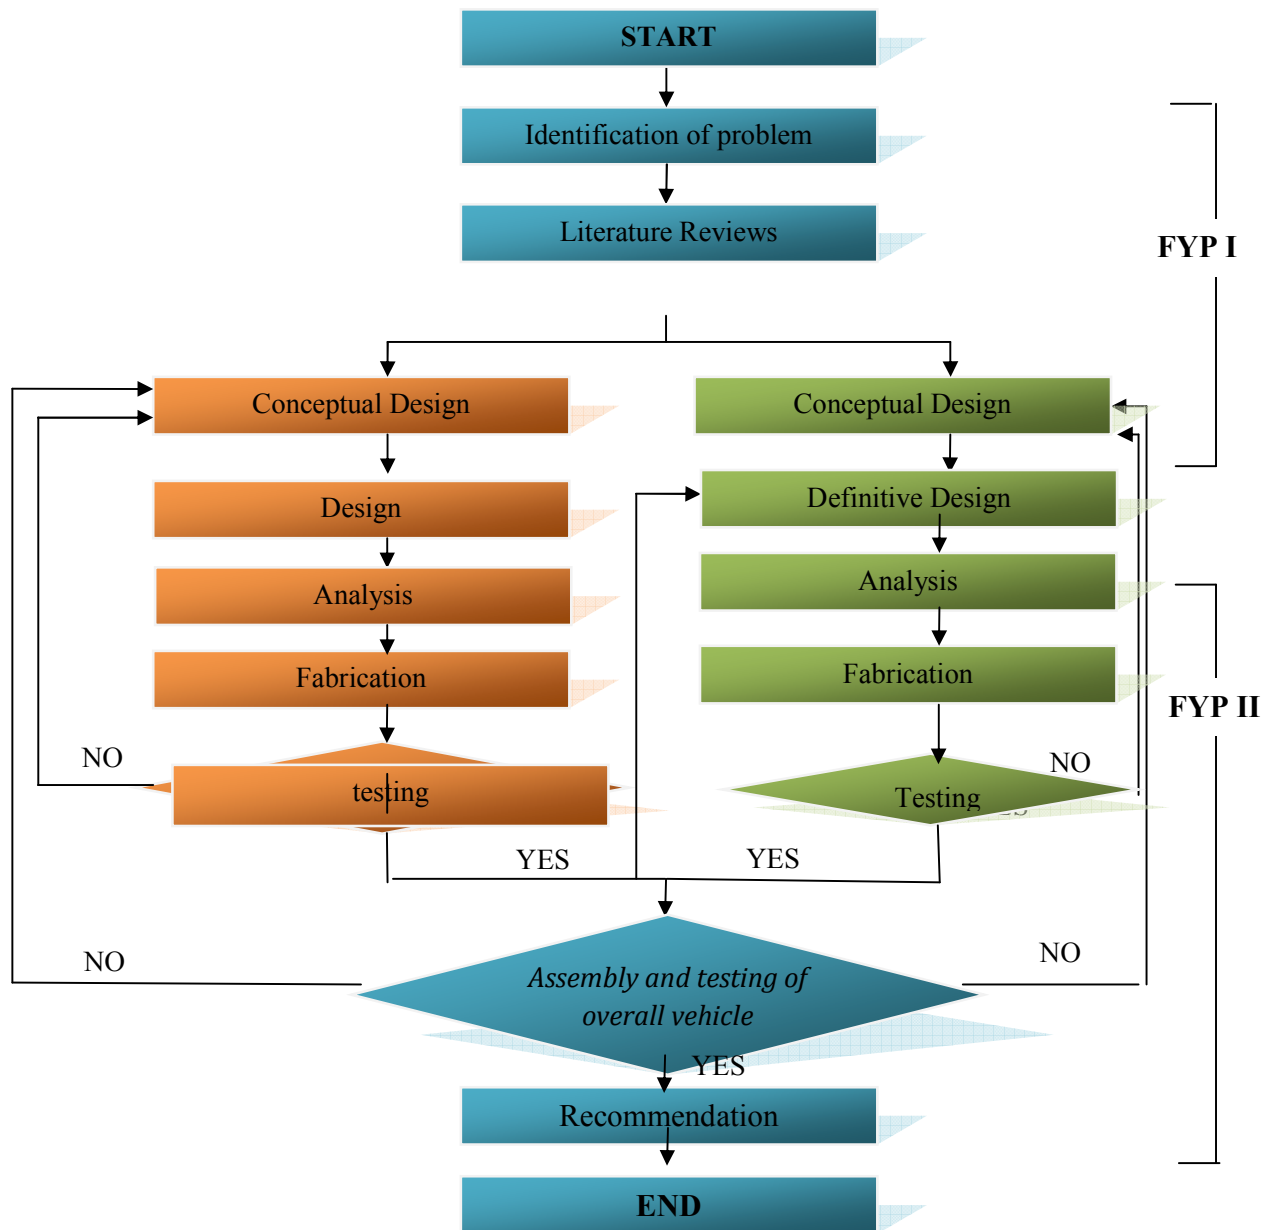 START
Identification of problem
Literature Reviews
FYP I
Conceptual Design
Conceptual Design
Design
Definitive Design
Analysis
Analysis
Fabrication
Fabrication
FYP II
NO
testing
Testing
NO
YES
YES
NO
Assembly and testing of
overall vehicle
NO
YES
Recommendation
END